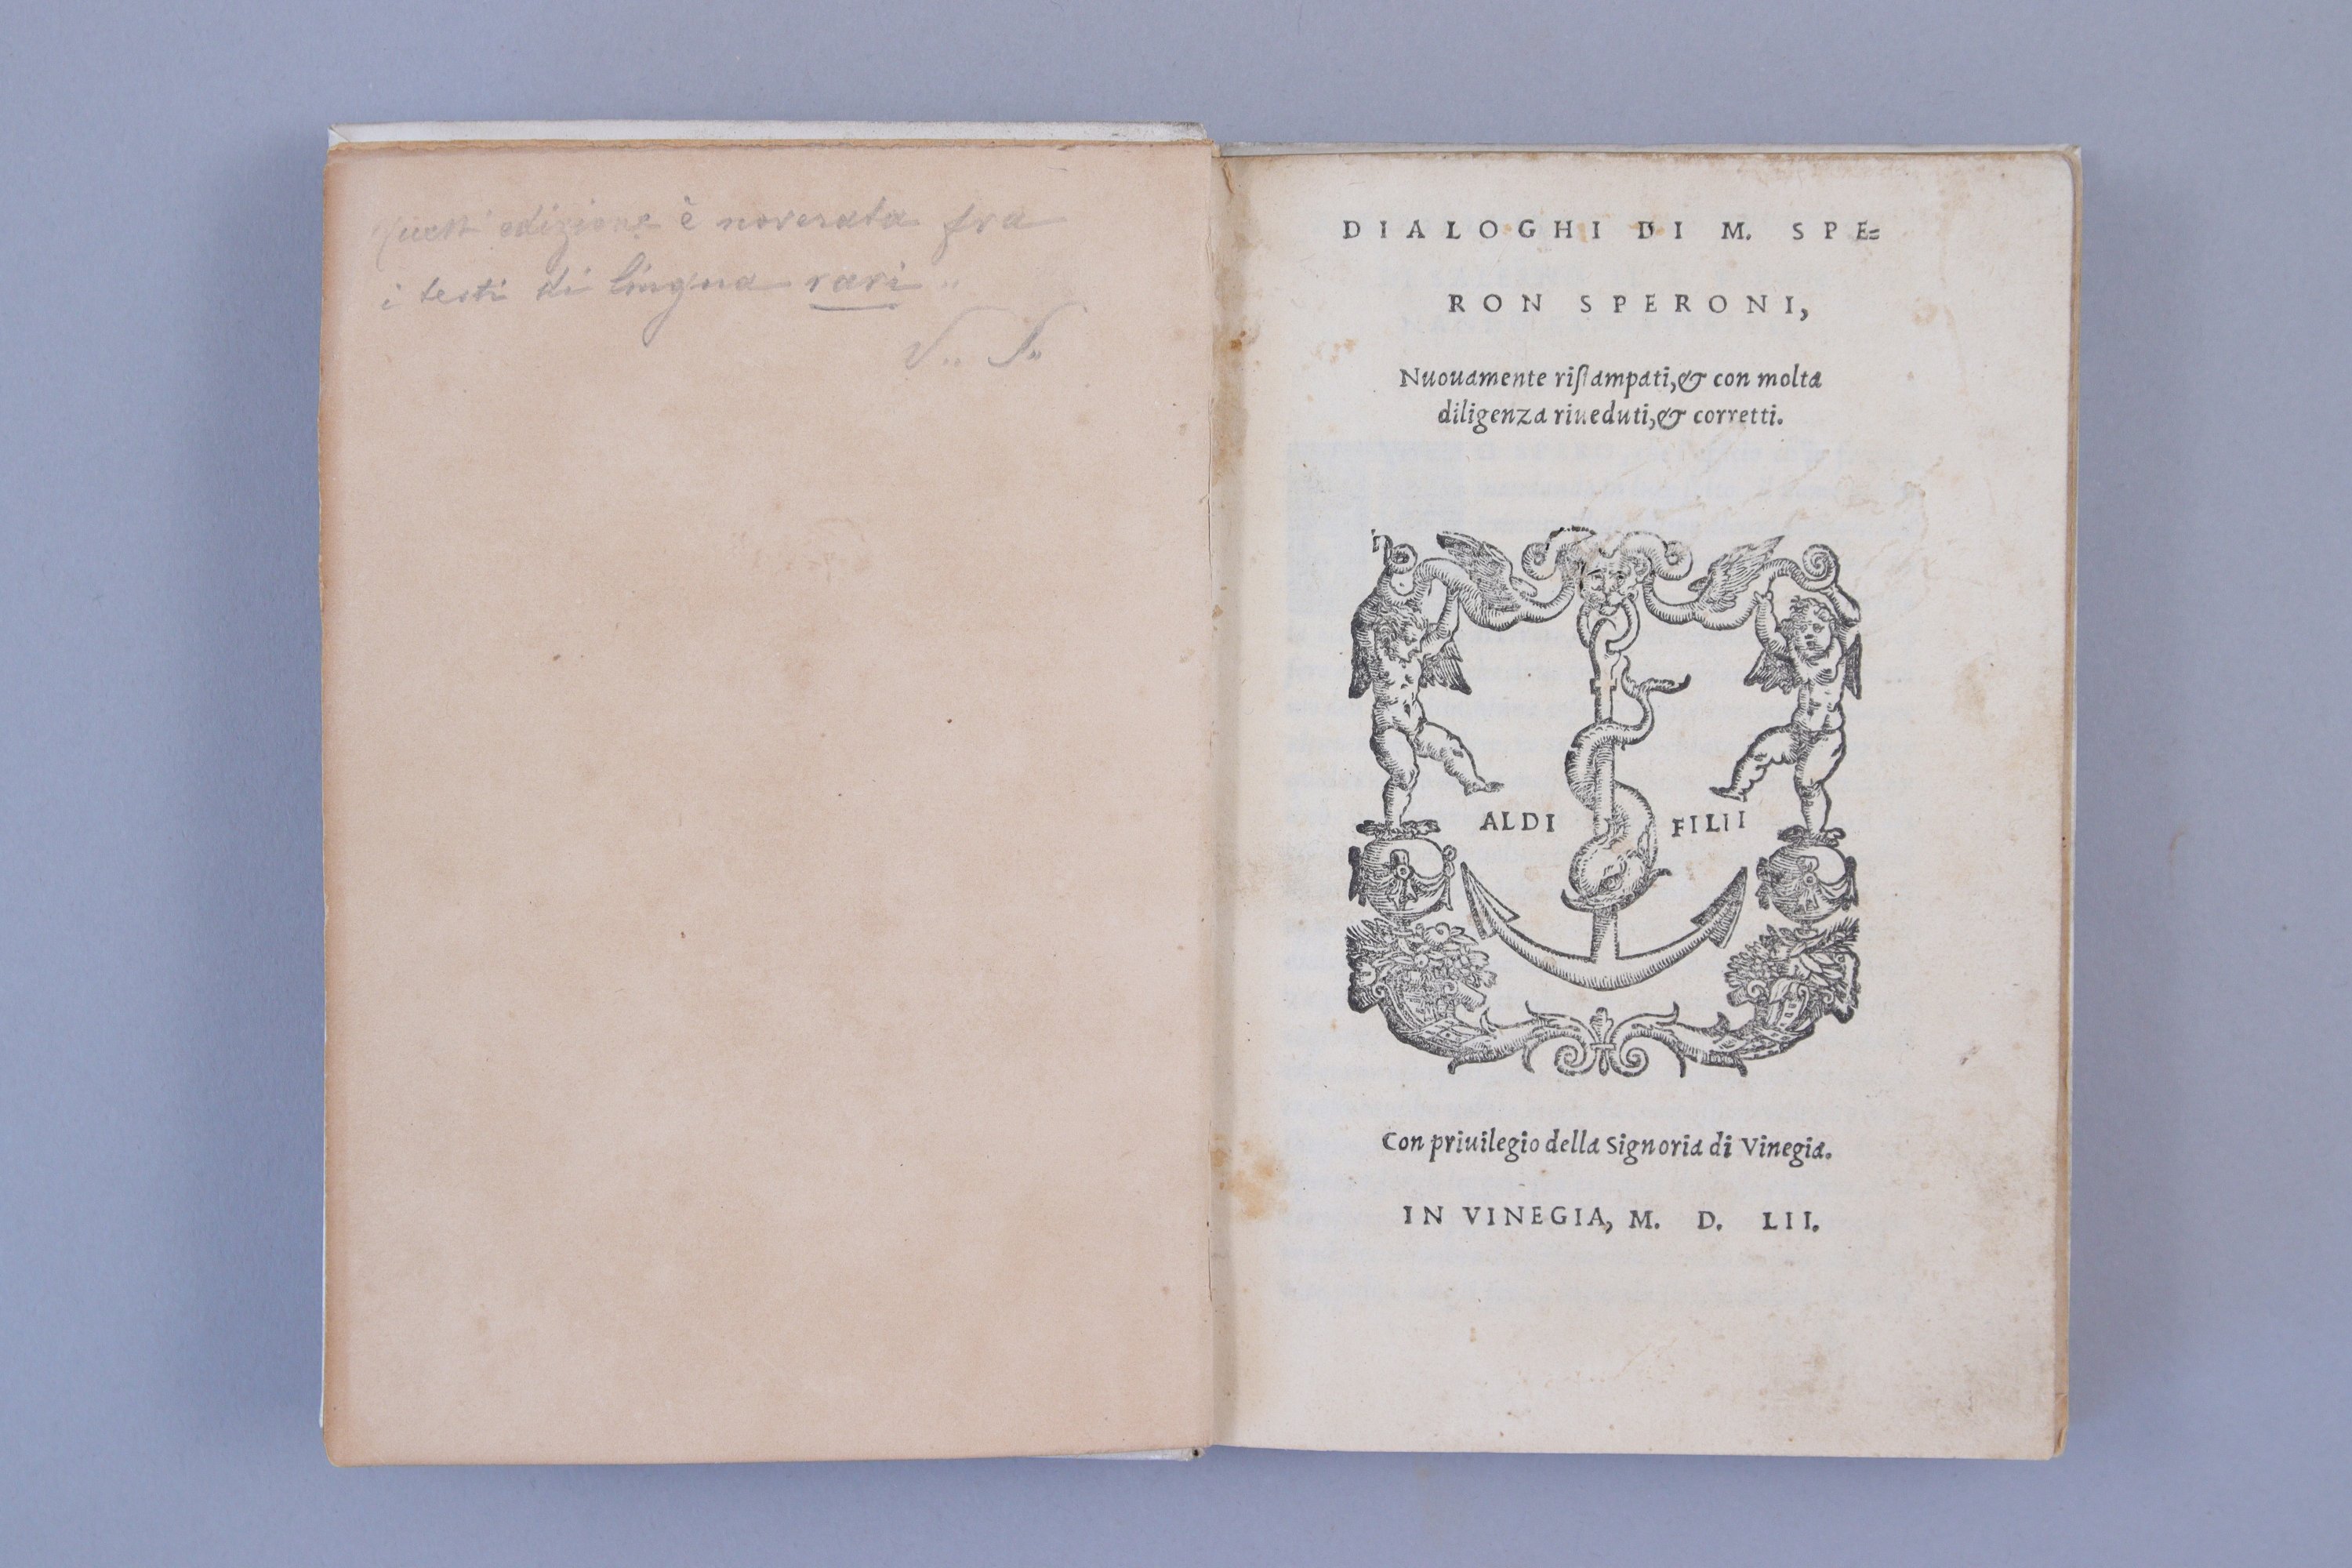 Quest' edizione è noverata fra
i testi di lingua rari "
DIALOGHI DI M. SPE=
RON SPERONI,
Nuouamente riſtampati, & con molta
diligenza riueduti, & corretti.
ALDI FILII
Con priuilegio della Signoria di Vinegia.
IN VINEGIA, M. D. LII.